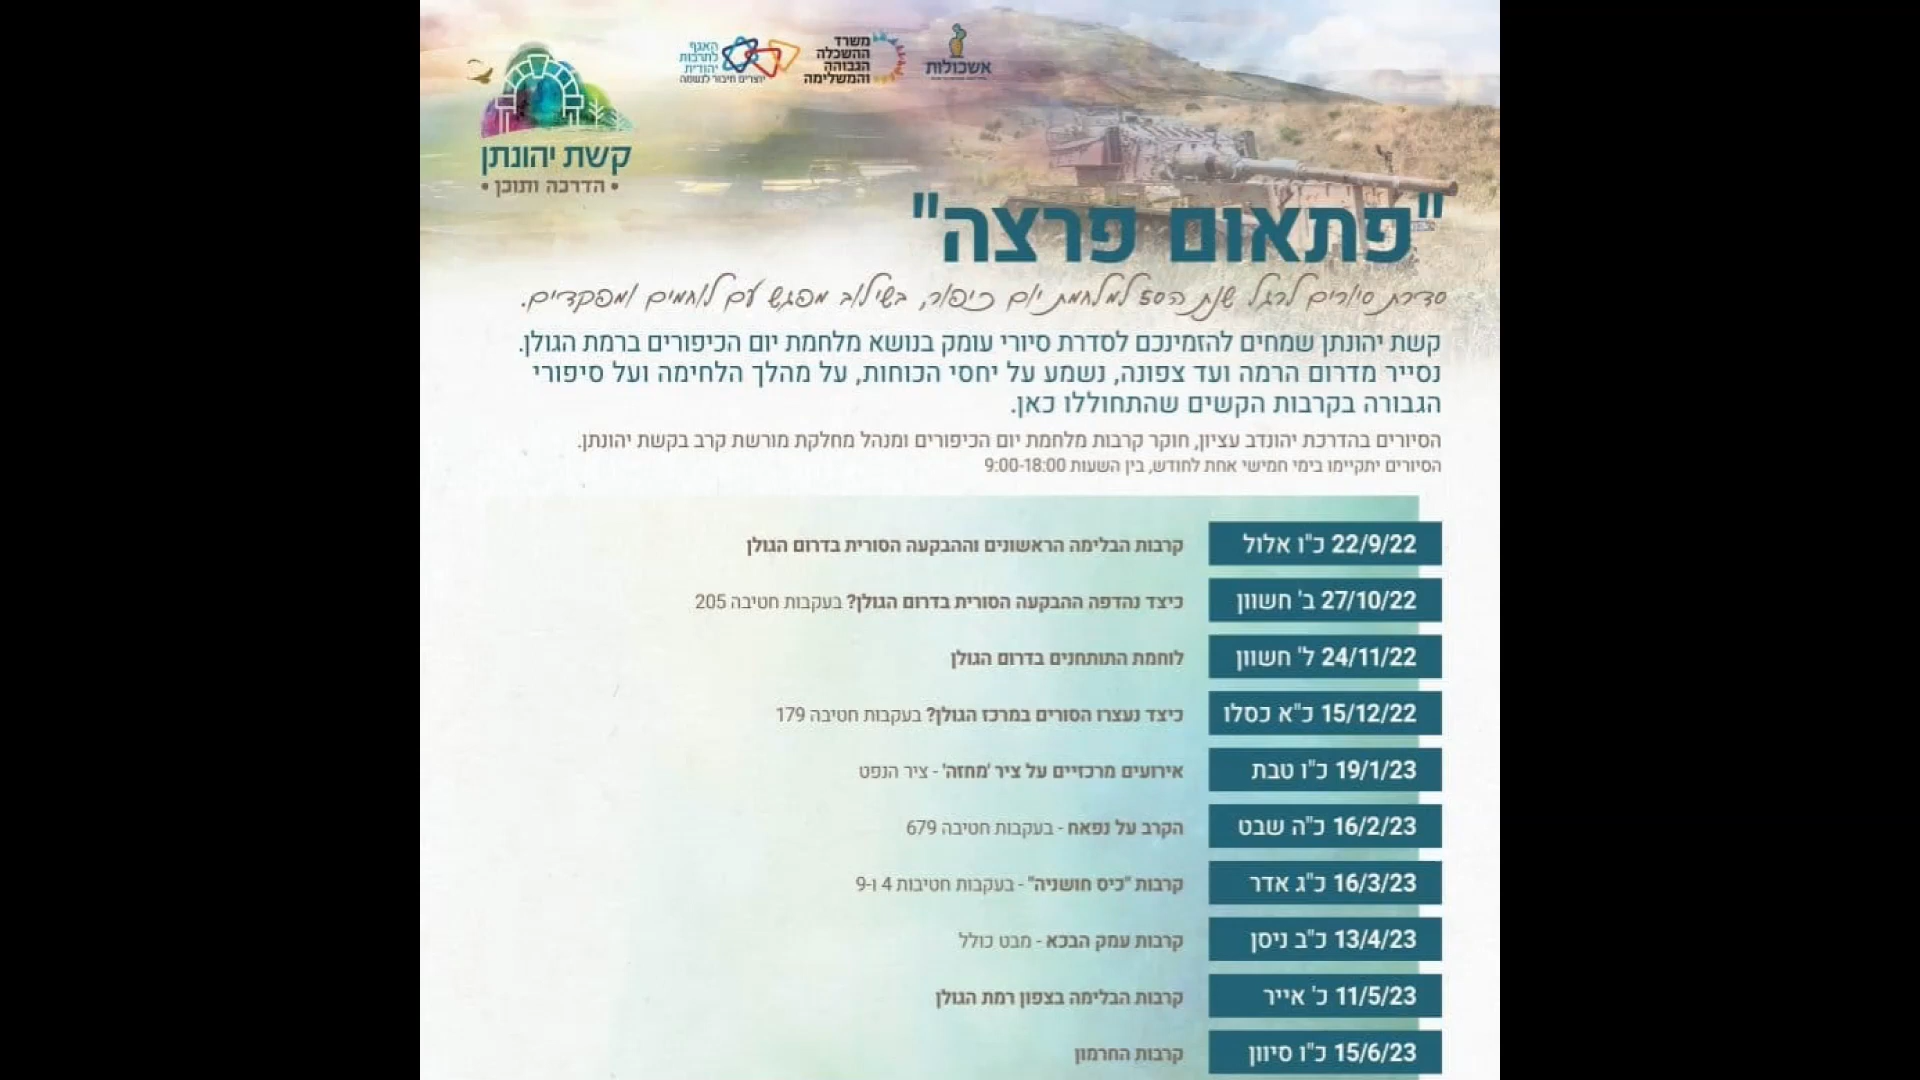 קשת יהונתן
• הדרכה ותוכן •
האגף
לתרבות
יהודית
יוצרים חיבור לנשמה
משרד
ההשכלה
הגבוהה
והמשלימה
אשכולות
"פתאום פרצה"
סדרת סיורים לרגל שנת ה50 למלחמת יום כיפור, בשילוב מפגש עם לוחמים ומפקדים.
קשת יהונתן שמחים להזמינכם לסדרת סיורי עומק בנושא מלחמת יום הכיפורים ברמת הגולן.
נסייר מדרום הרמה ועד צפונה, נשמע על יחסי הכוחות, על מהלך הלחימה ועל סיפורי
הגבורה בקרבות הקשים שהתחוללו כאן.
הסיורים בהדרכת יהונדב עציון, חוקר קרבות מלחמת יום הכיפורים ומנהל מחלקת מורשת קרב בקשת יהונתן.
הסיורים יתקיימו בימי חמישי אחת לחודש, בין השעות 9:00-18:00
22/9/22 כ"ו אלול קרבות הבלימה הראשונים וההבקעה הסורית בדרום הגולן
27/10/22 ב' חשוון כיצד נהדפה ההבקעה הסורית בדרום הגולן? בעקבות חטיבה 205
24/11/22 ל' חשוון לוחמת התותחנים בדרום הגולן
15/12/22 כ"א כסלו כיצד נעצרו הסורים במרכז הגולן? בעקבות חטיבה 179
19/1/23 כ"ו טבת אירועים מרכזיים על ציר 'מחזה' - ציר הנפט
16/2/23 כ"ה שבט הקרב על נפאח - בעקבות חטיבה 679
16/3/23 כ"ג אדר קרבות "כיס חושניה" - בעקבות חטיבות 4 ו-9
13/4/23 כ"ב ניסן קרבות עמק הבכא - מבט כולל
11/5/23 כ' אייר קרבות הבלימה בצפון רמת הגולן
15/6/23 כ"ו סיוון קרבות החרמון